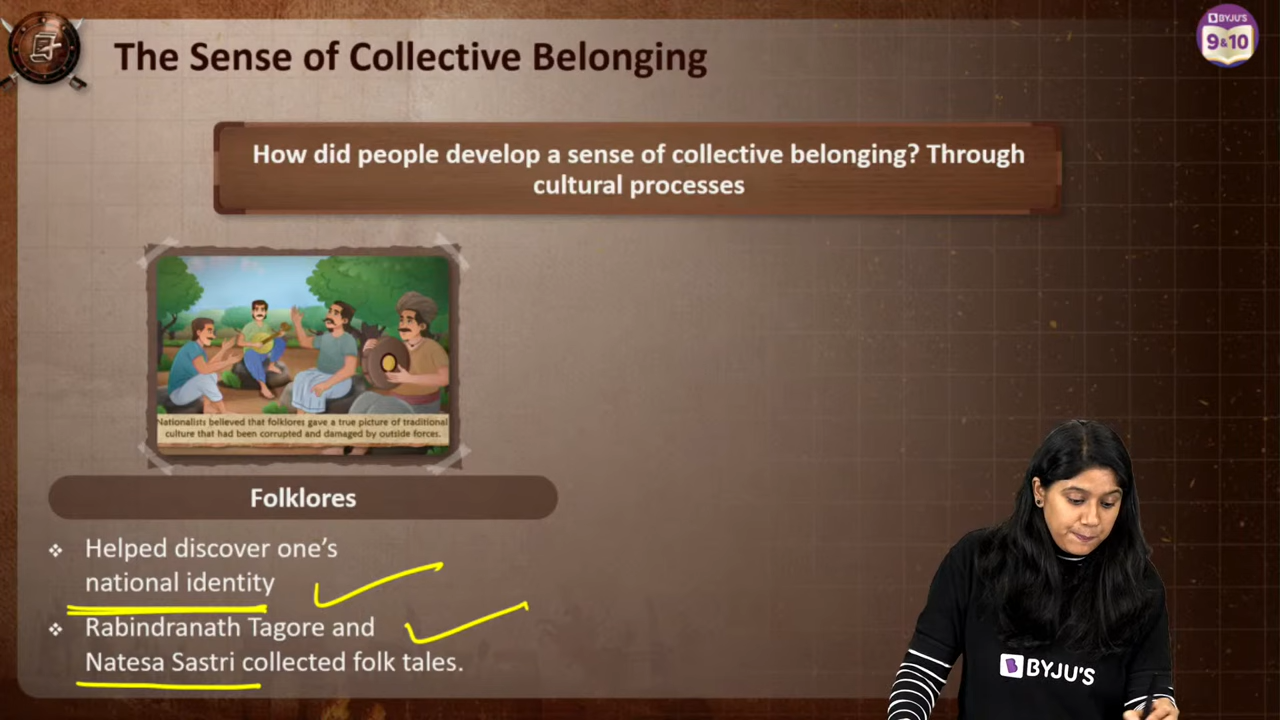 The Sense of Collective Belonging
BYJU'S
9&10
How did people develop a sense of collective belonging? Through
cultural processes
Nationalists believed that folklores gave a true picture of traditional
culture that had been corrupted and damaged by outside forces.
Folklores
Helped discover one's
national identity
Rabindranath Tagore and
Natesa Sastri collected folk tales.
BYJU'S